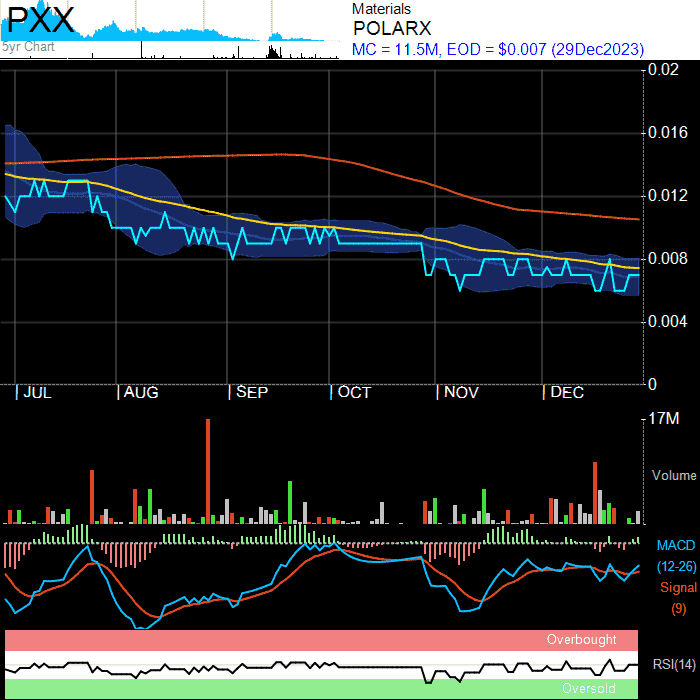 PXX
5yr Chart
Materials
POLARX
MC = 11.5M, EOD = $0.007 (29Dec2023)
0.02
0.016
0.012
0.008
0.004
0
JUL AUG SEP OCT NOV DEC
17M
Volume
MACD
(12-26)
Signal
(9)
Overbought
RSI(14)
Oversold